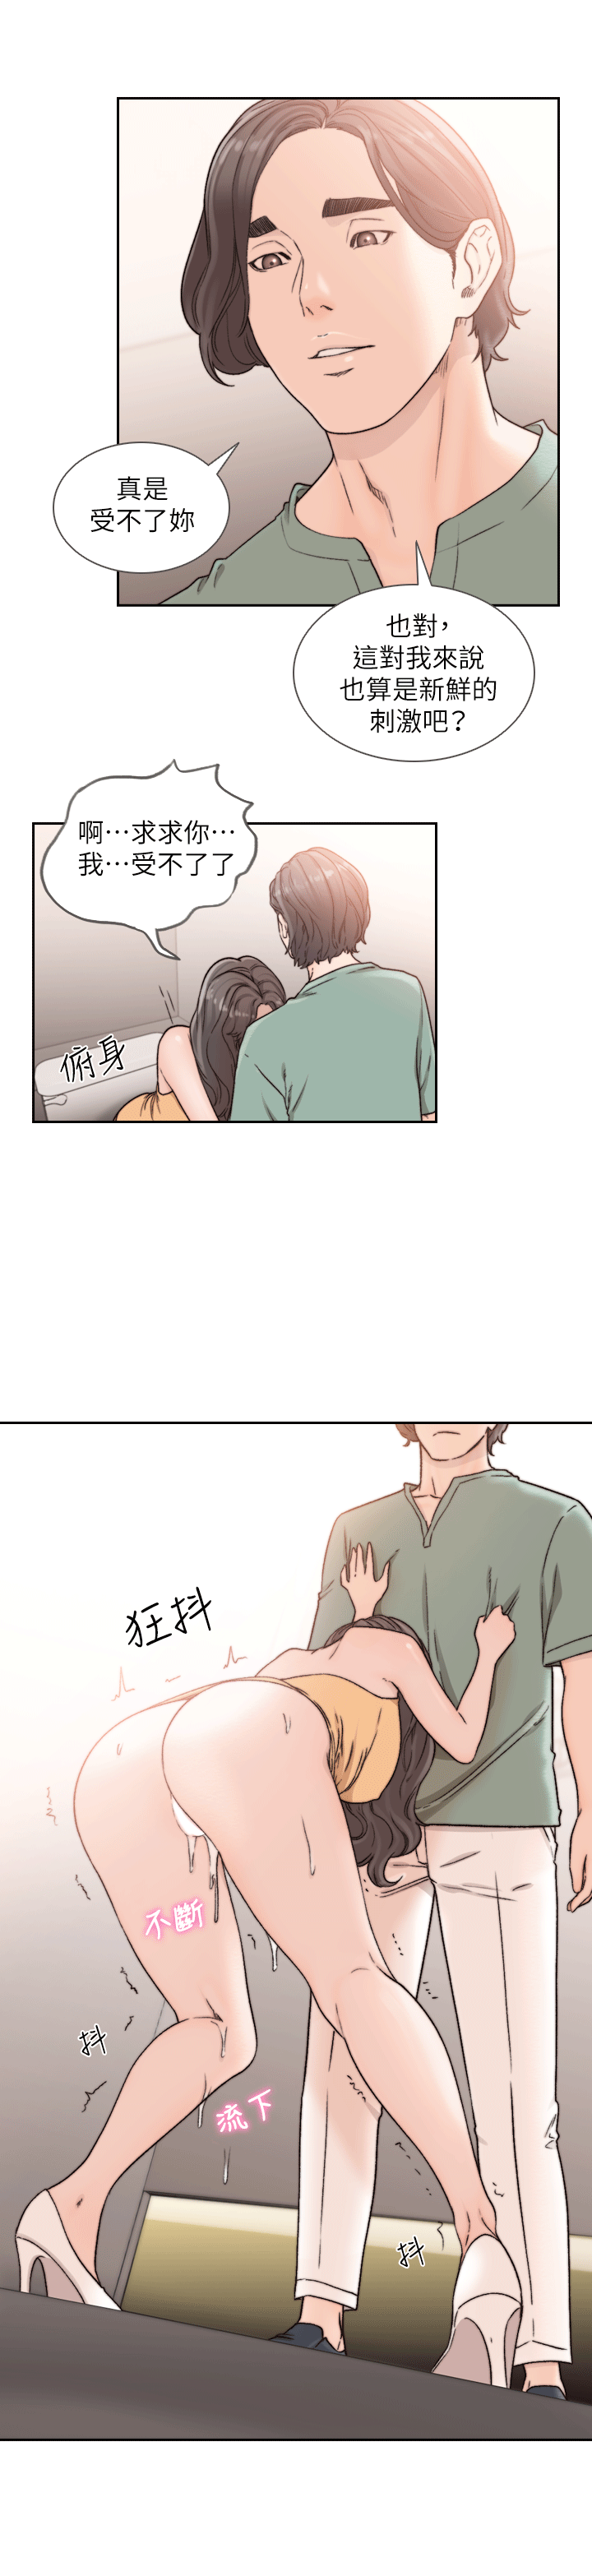 真是
受不了妳
也對，
這對我來說
也算是新鮮的
刺激吧？
啊…求求你…
我…受不了了
俯身
狂抖
不斷
抖
流下
抖